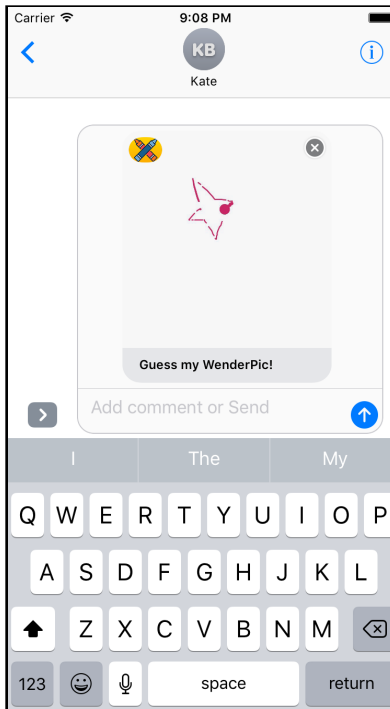 Carrier 9:08 PM
KB
Kate
Guess my WenderPic!
Add comment or Send
I The My
Q W E R T Y U I O P
A S D F G H J K L
Z X C V B N M
123 space return